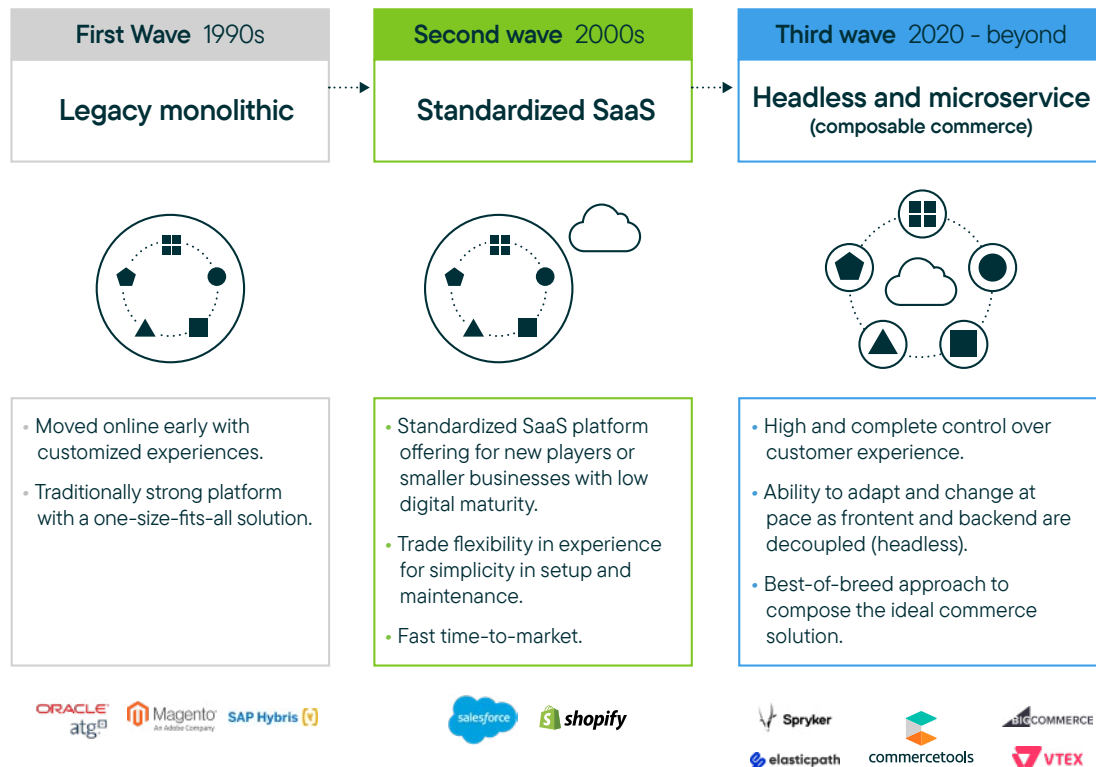 First Wave 1990s
Legacy monolithic
Second wave 2000s
Standardized SaaS
Third wave 2020 - beyond
Headless and microservice
(composable commerce)
• Moved online early with
customized experiences.
• Traditionally strong platform
with a one-size-fits-all solution.
• Standardized SaaS platform
offering for new players or
smaller businesses with low
digital maturity.
• Trade flexibility in experience
for simplicity in setup and
maintenance.
• Fast time-to-market.
• High and complete control over
customer experience.
• Ability to adapt and change at
pace as frontent and backend are
decoupled (headless).
• Best-of-breed approach to
compose the ideal commerce
solution.
ORACLE
atg
Magento
An Adobe Company
SAP Hybris
salesforce
shopify
Spryker
elasticpath
commercetools
BIGCOMMERCE
VTEX